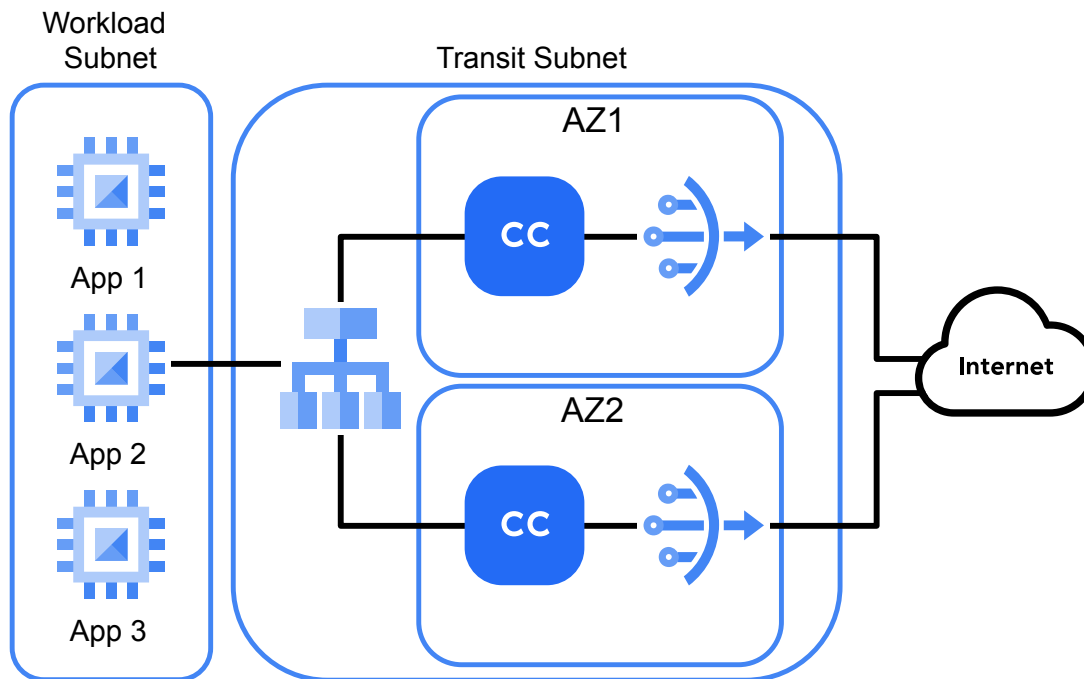 Workload
Subnet
Transit Subnet
App 1
App 2
App 3
AZ1
CC
AZ2
CC
Internet